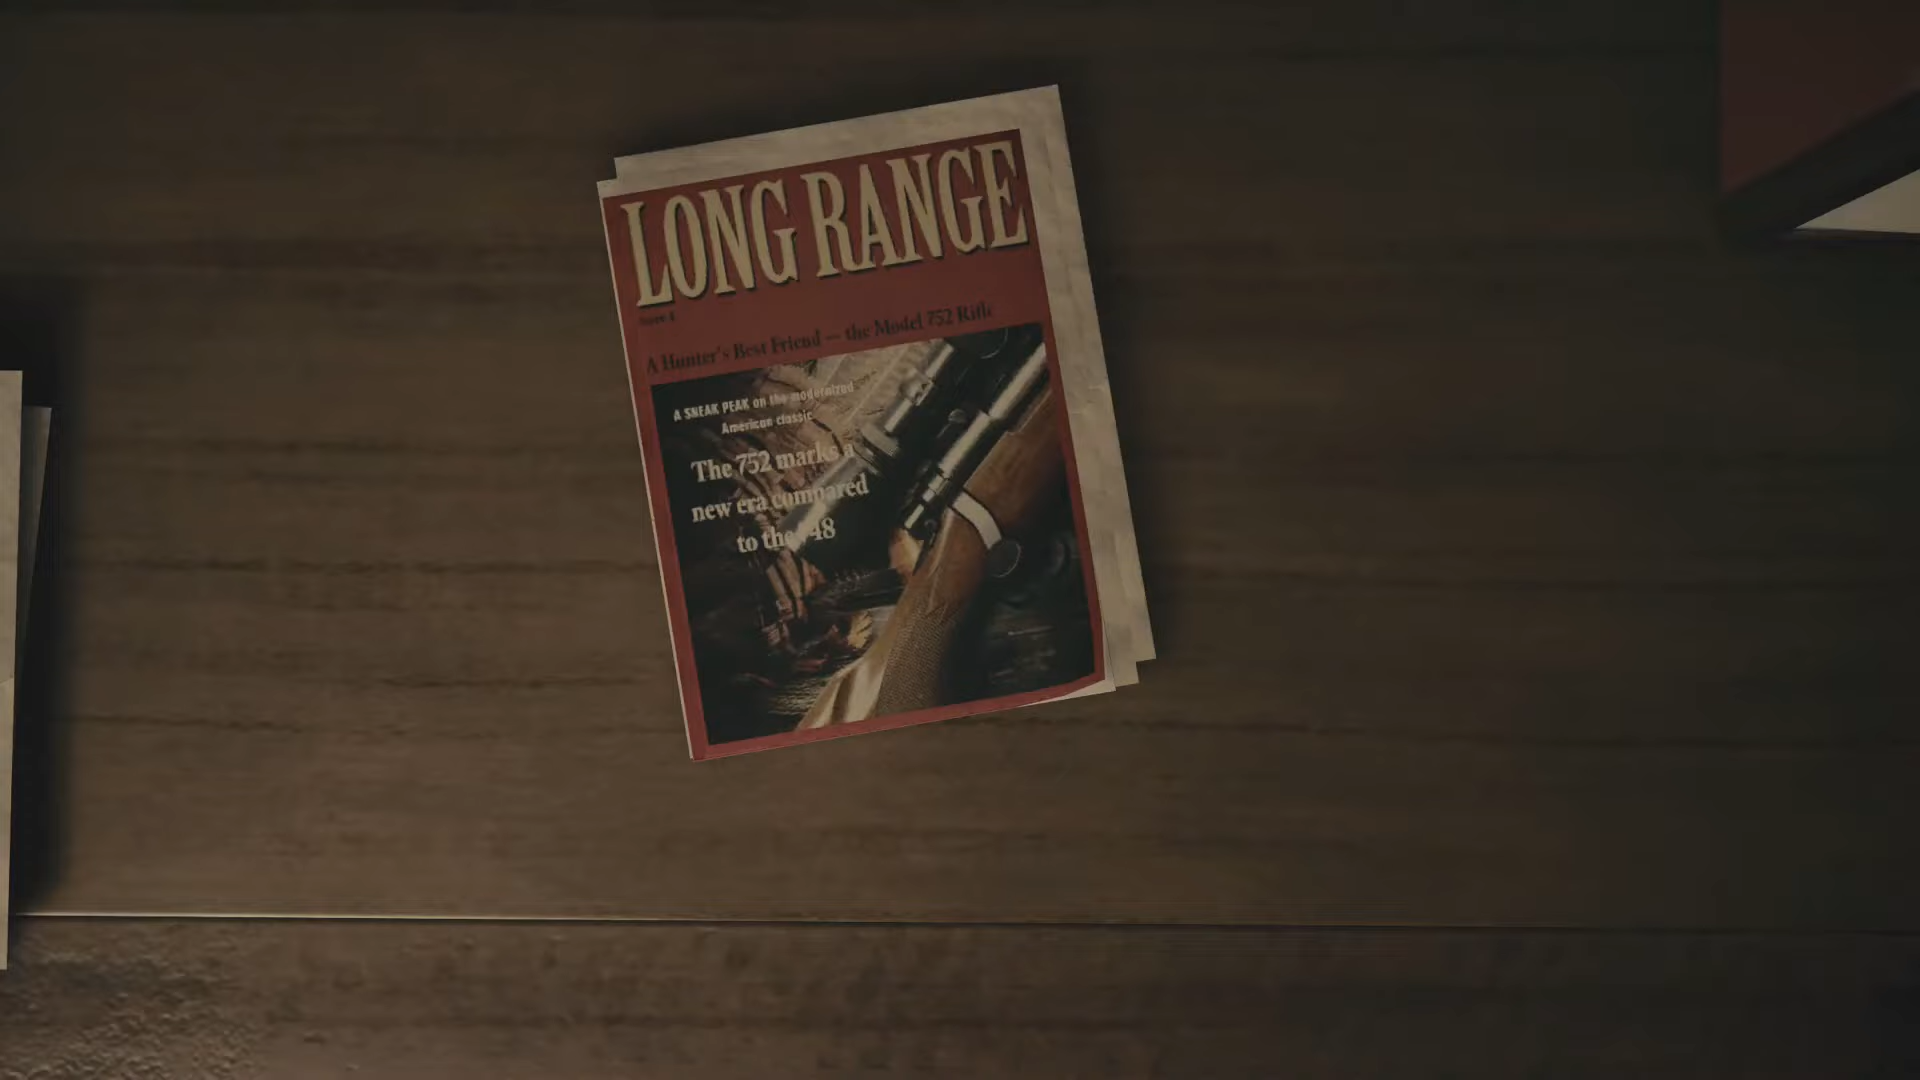 LONG RANGE
A Hunter's Best Friend — the Model 752 Rifle
A SNEAK PEAK on the modernized
American classic
The 752 marks a
new era compared
to the 48